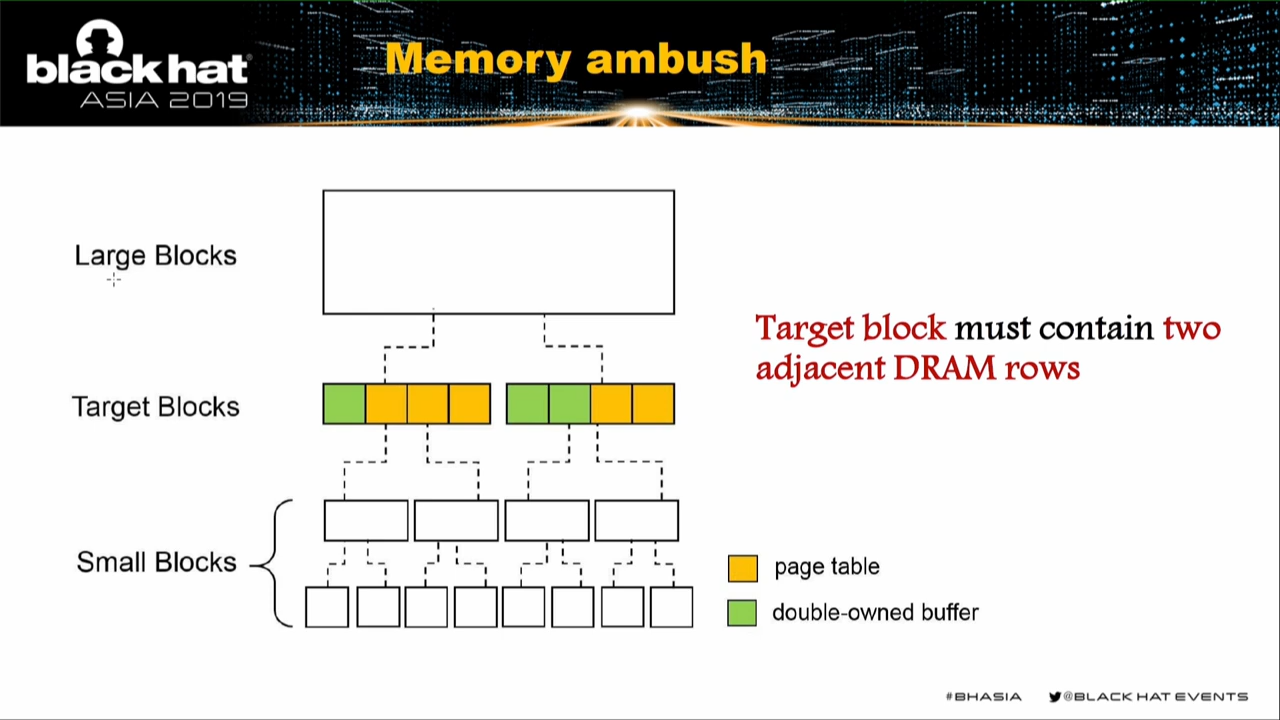 black hat
ASIA 2019
Memory ambush
Large Blocks
Target block must contain two
adjacent DRAM rows
Target Blocks
Small Blocks
page table
double-owned buffer
#BHASIA
@BLACK HAT EVENTS